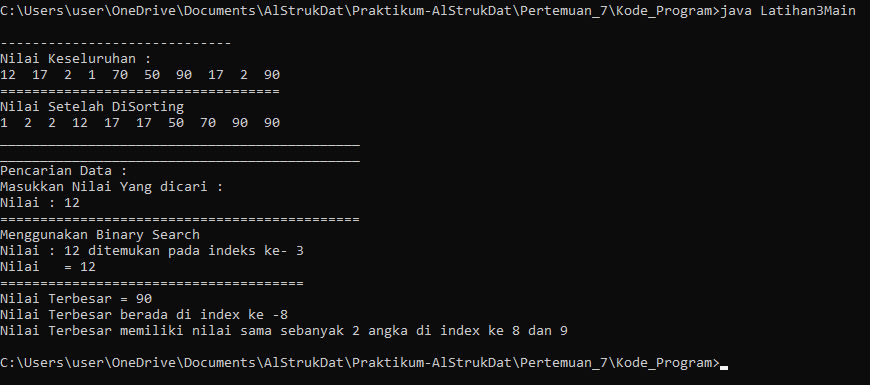 C:\Users\user\OneDrive\Documents\AlStrukDat\Praktikum-AlStrukDat\Pertemuan_7\Kode_Program>java Latihan3Main
-----------------------------
Nilai Keseluruhan :
12  17  2  1  70  50  90  17  2  90
===================================
Nilai Setelah DiSorting
1  2  2  12  17  17  50  70  90  90
_____________________________________________
_____________________________________________
Pencarian Data :
Masukkan Nilai Yang dicari :
Nilai : 12
=============================================
Menggunakan Binary Search
Nilai : 12 ditemukan pada indeks ke- 3
Nilai   = 12
======================================
Nilai Terbesar = 90
Nilai Terbesar berada di index ke -8
Nilai Terbesar memiliki nilai sama sebanyak 2 angka di index ke 8 dan 9
C:\Users\user\OneDrive\Documents\AlStrukDat\Praktikum-AlStrukDat\Pertemuan_7\Kode_Program>